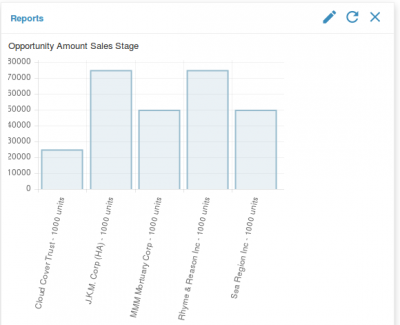 Reports
Opportunity Amount Sales Stage
80000
70000
60000
50000
40000
30000
20000
10000
0
Cloud Cover Trust - 1000 units
J.K.M. Corp (HA) - 1000 units
MMM Mortuary Corp - 1000 units
Rhyme & Reason Inc - 1000 units
Sea Region Inc - 1000 units